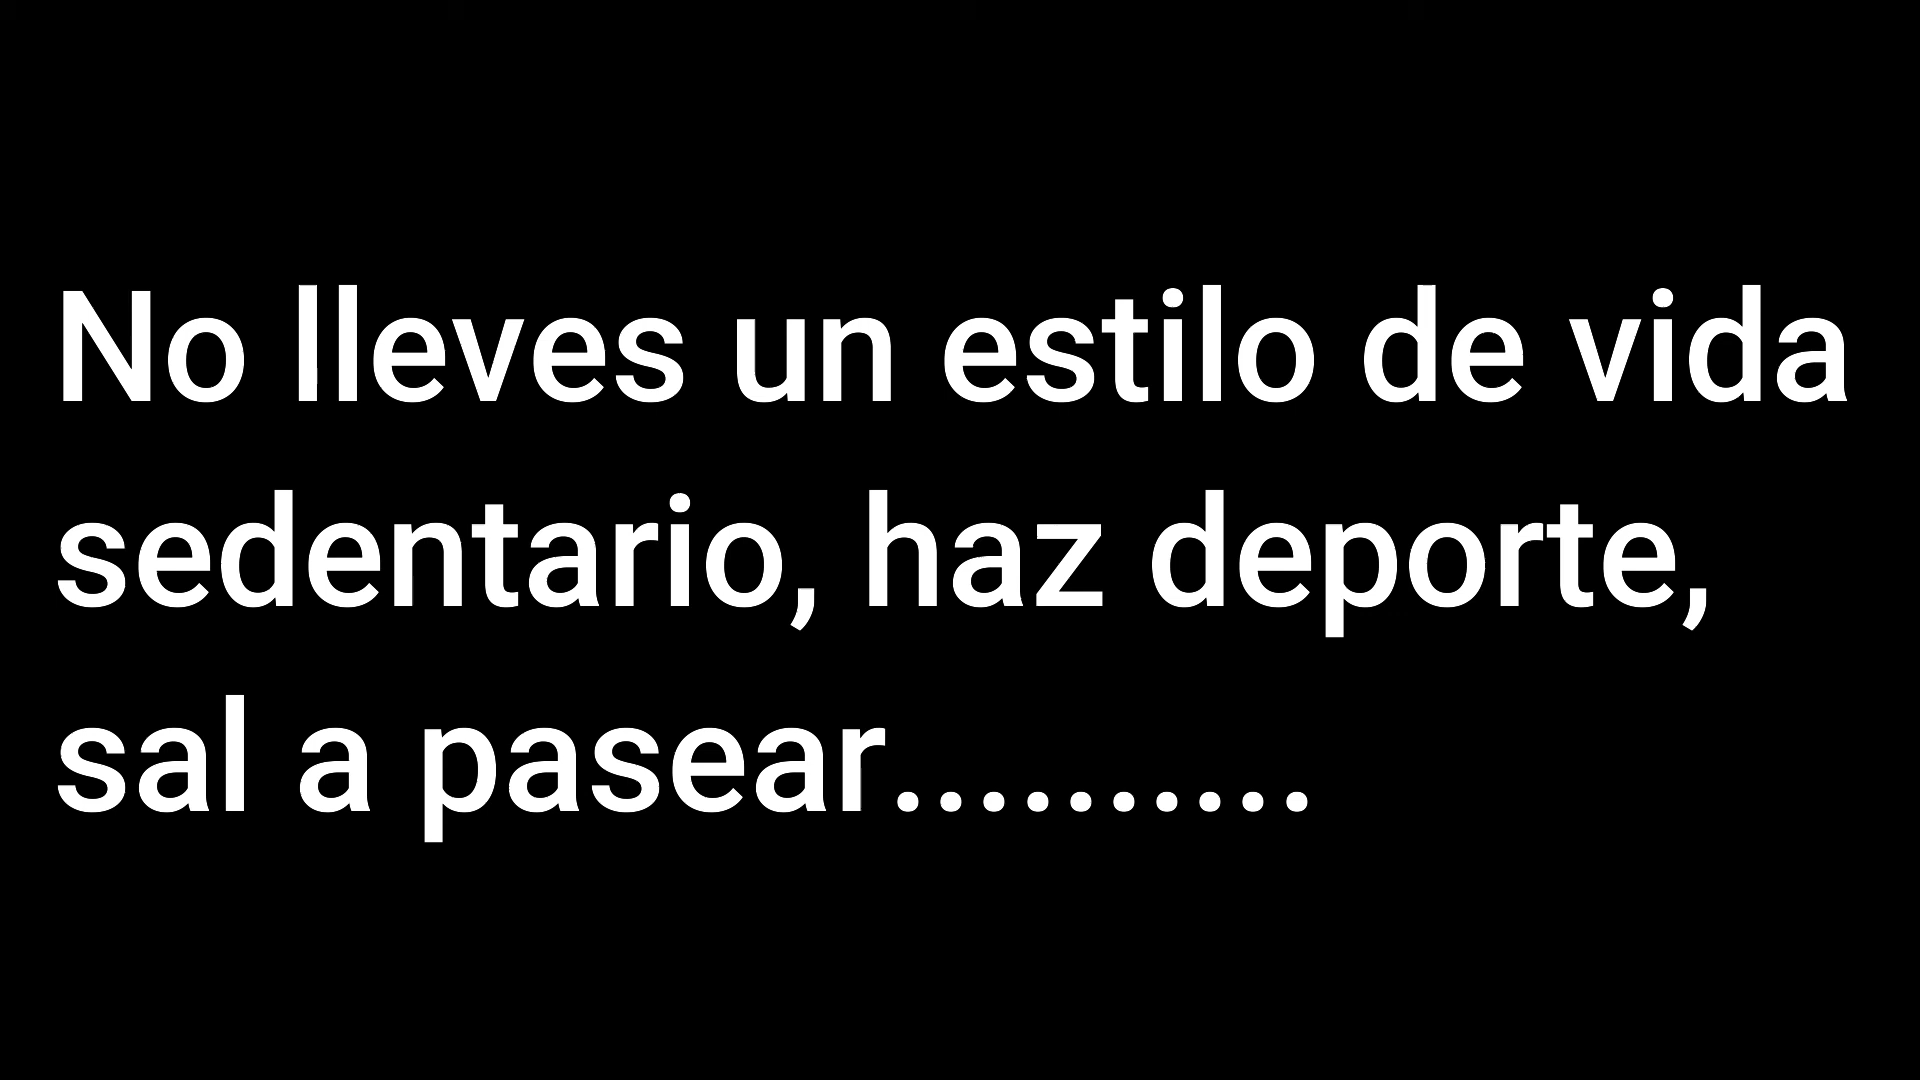 No lleves un estilo de vida
sedentario, haz deporte,
sal a pasear..........